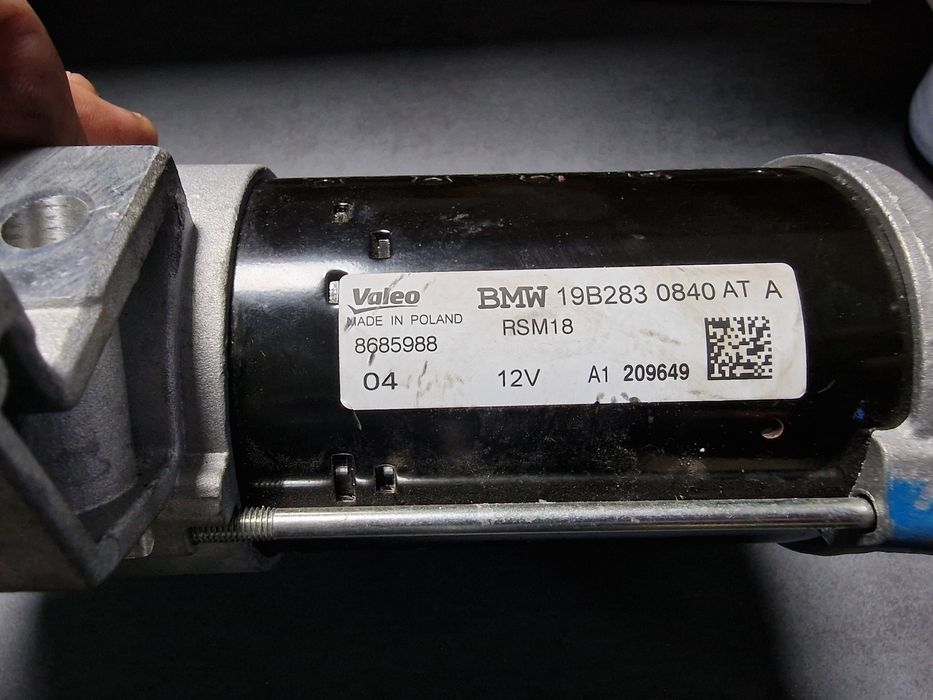 Valeo BMW 19B283 0840 AT A
MADE IN POLAND RSM18
8685988
04 12V A1 209649